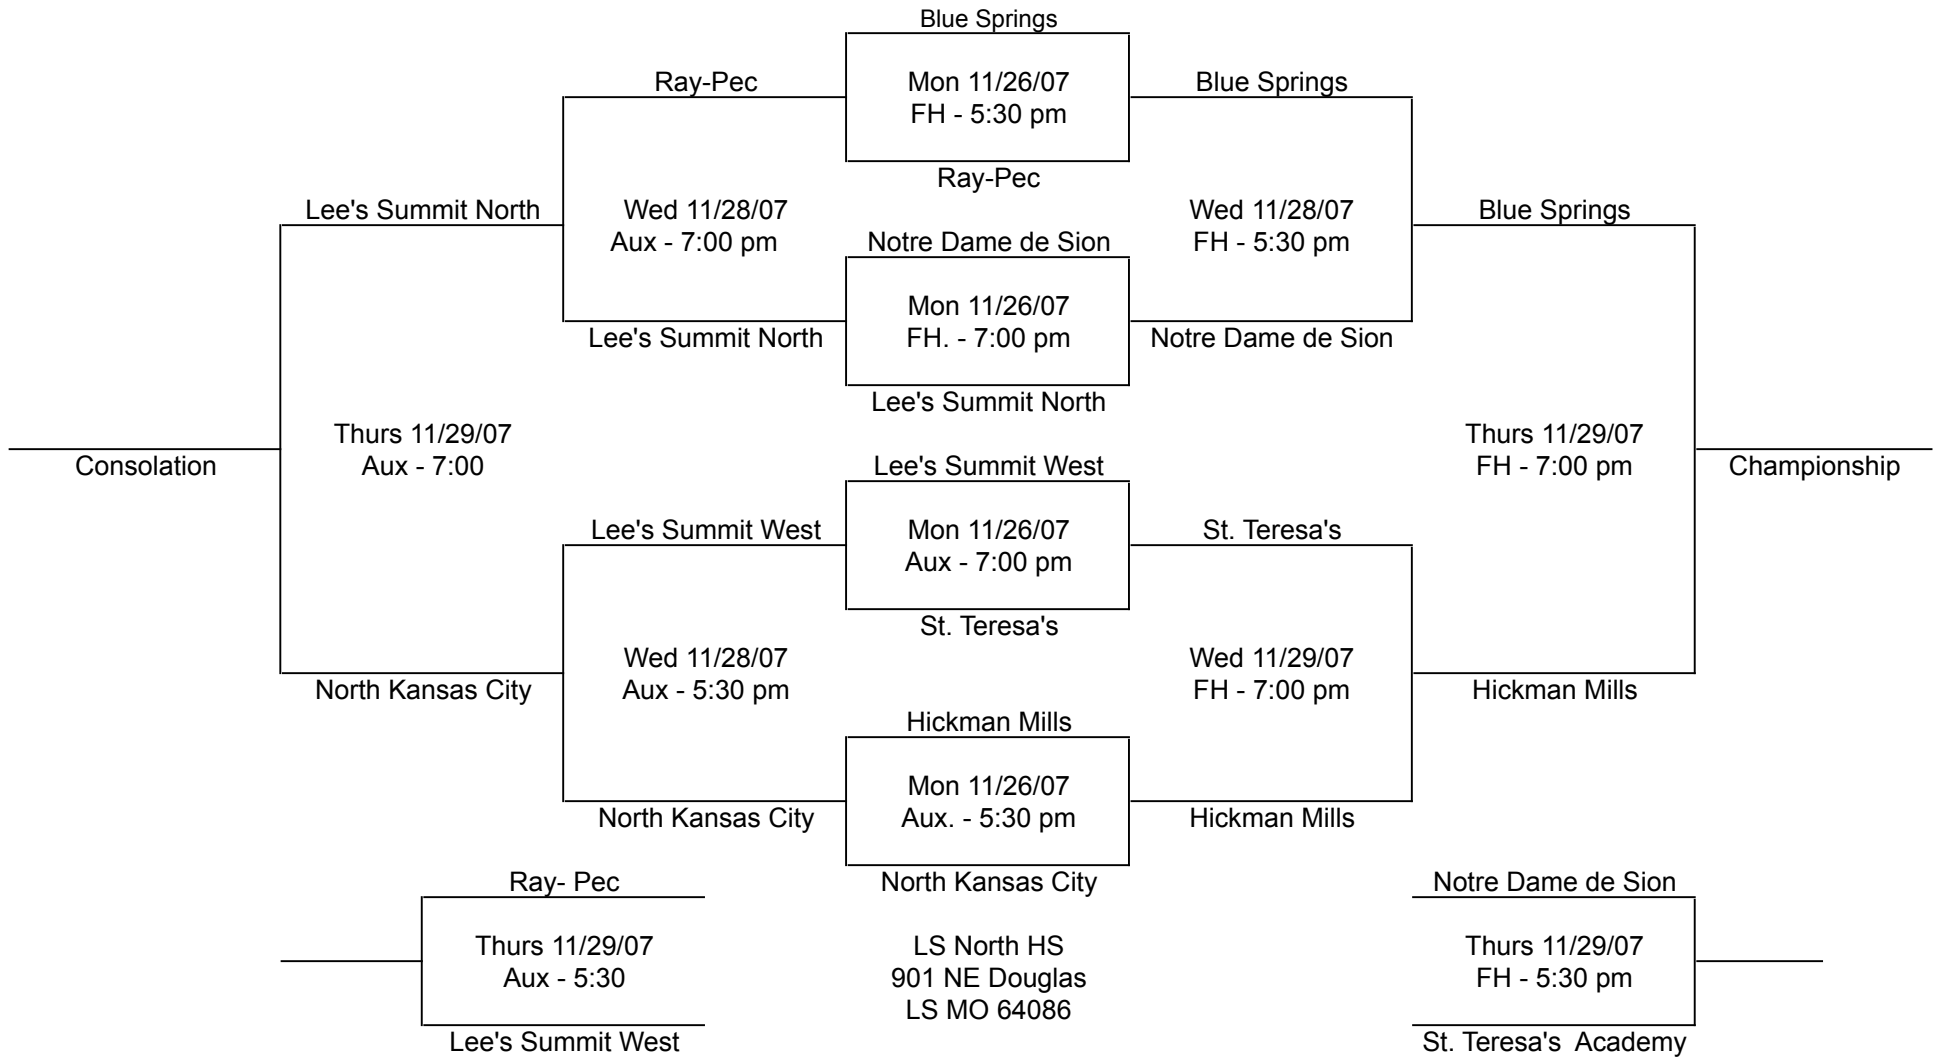 Blue Springs
Ray-Pec
Mon 11/26/07
FH - 5:30 pm
Blue Springs
Ray-Pec
Lee's Summit North
Wed 11/28/07
Aux - 7:00 pm
Notre Dame de Sion
Wed 11/28/07
FH - 5:30 pm
Blue Springs
Lee's Summit North
Mon 11/26/07
FH. - 7:00 pm
Notre Dame de Sion
Lee's Summit North
Consolation
Thurs 11/29/07
Aux - 7:00
Lee's Summit West
Thurs 11/29/07
FH - 7:00 pm
Championship
Lee's Summit West
Mon 11/26/07
Aux - 7:00 pm
St. Teresa's
St. Teresa's
North Kansas City
Wed 11/28/07
Aux - 5:30 pm
Hickman Mills
Wed 11/29/07
FH - 7:00 pm
Hickman Mills
North Kansas City
Mon 11/26/07
Aux. - 5:30 pm
Hickman Mills
Ray- Pec
North Kansas City
Notre Dame de Sion
Thurs 11/29/07
Aux - 5:30
LS North HS
901 NE Douglas
LS MO 64086
Thurs 11/29/07
FH - 5:30 pm
Lee's Summit West
St. Teresa's  Academy